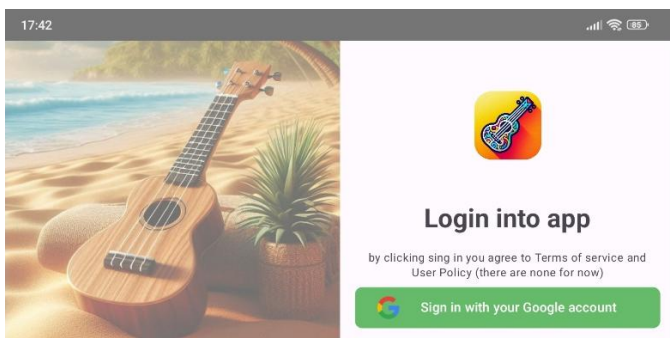 17:42
85
Login into app
by clicking sing in you agree to Terms of service and
User Policy (there are none for now)
Sign in with your Google account